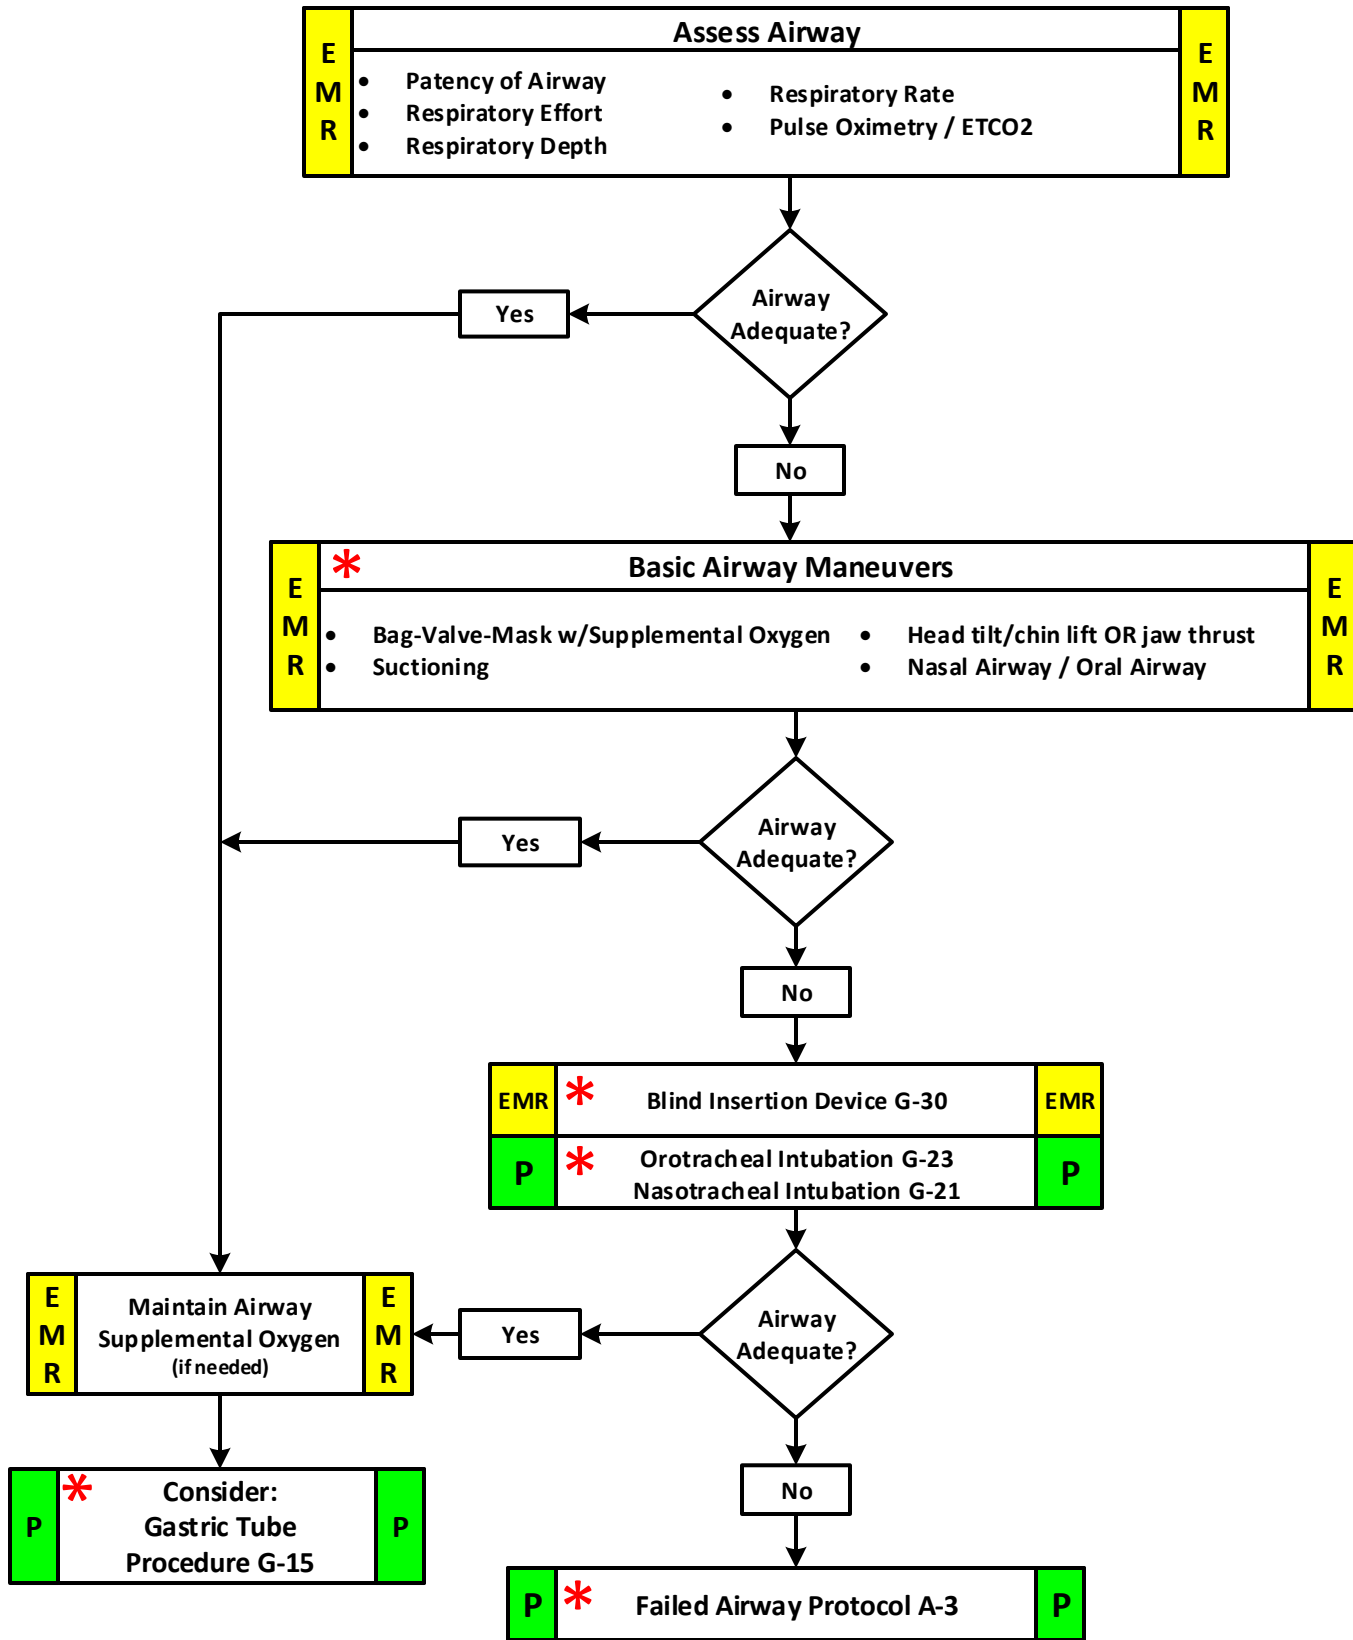 Assess Airway
E
M
R
• Patency of Airway
• Respiratory Effort
• Respiratory Depth
• Respiratory Rate
• Pulse Oximetry / ETCO2
E
M
R
Airway
Adequate?
Yes
No
E
M
R
* Basic Airway Maneuvers
• Bag-Valve-Mask w/Supplemental Oxygen
• Suctioning
• Head tilt/chin lift OR jaw thrust
• Nasal Airway / Oral Airway
E
M
R
Airway
Adequate?
Yes
No
EMR * Blind Insertion Device G-30 EMR
P * Orotracheal Intubation G-23
Nasotracheal Intubation G-21 P
Airway
Adequate?
Yes
E
M
R
Maintain Airway
Supplemental Oxygen
(if needed)
E
M
R
No
P * Consider:
Gastric Tube
Procedure G-15 P
P * Failed Airway Protocol A-3 P